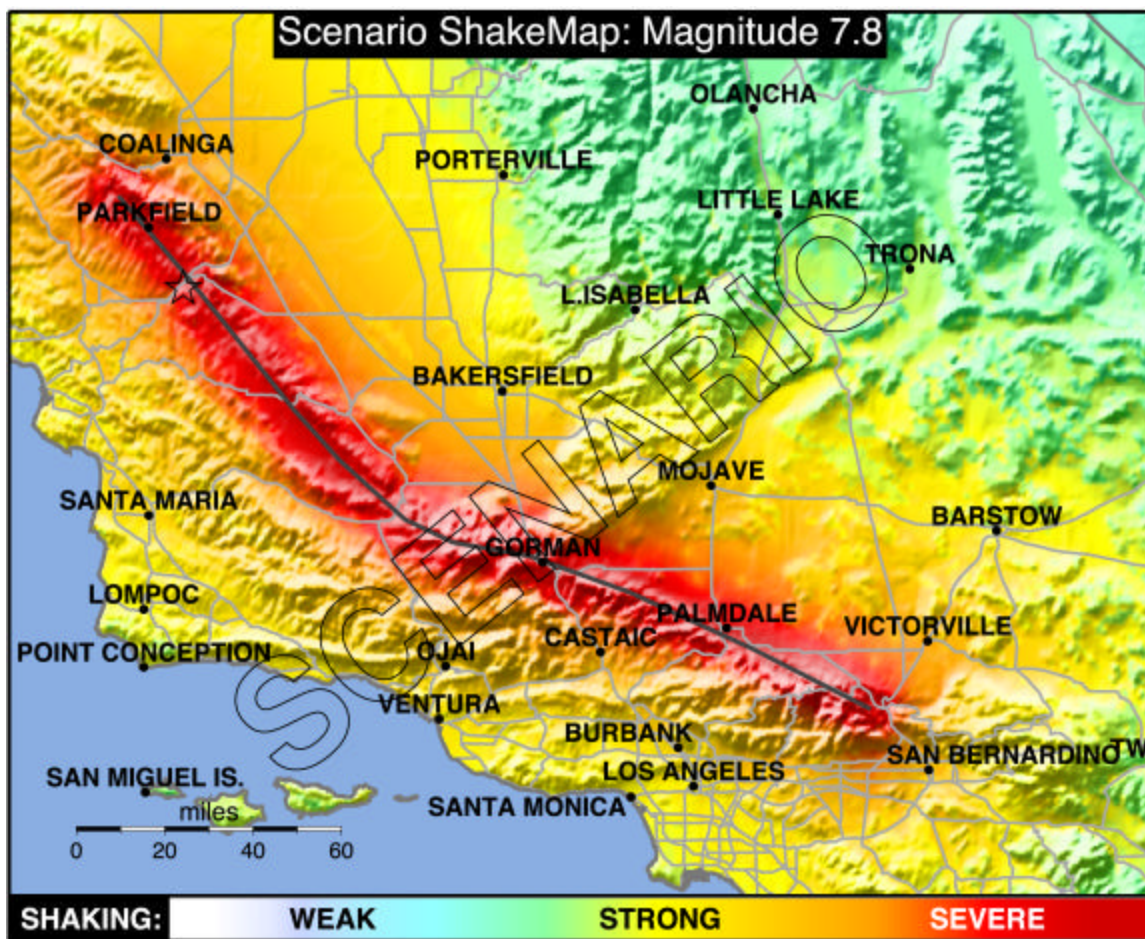 Scenario ShakeMap: Magnitude 7.8
OLANCHA
COALINGA
PORTERVILLE
LITTLE LAKE
PARKFIELD
TRONA
L.ISABELLA
BAKERSFIELD
MOJAVE
SANTA MARIA
BARSTOW
GORMAN
LOMPOC
PALMDALE
VICTORVILLE
CASTAIC
POINT CONCEPTION
OJAI
VENTURA
BURBANK
SAN BERNARDINO
TW
LOS ANGELES
SAN MIGUEL IS.
SANTA MONICA
miles
0 20 40 60
SCENARIO
SHAKING: WEAK STRONG SEVERE